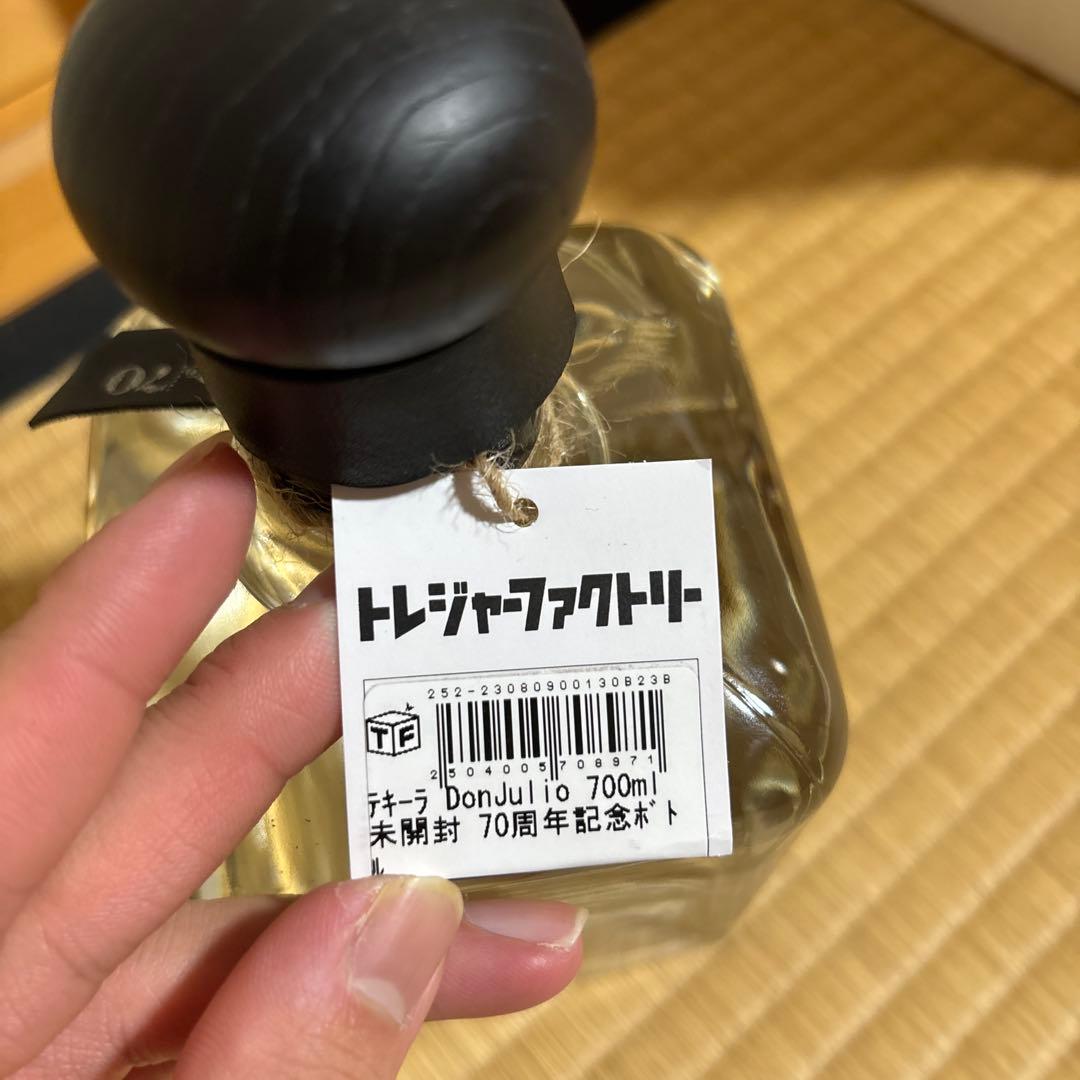 70
トレジャーファクトリー
252-23080900130B23B
TF
2504005708971
テキーラ DonJulio 700ml
未開封 70周年記念ボト
ル